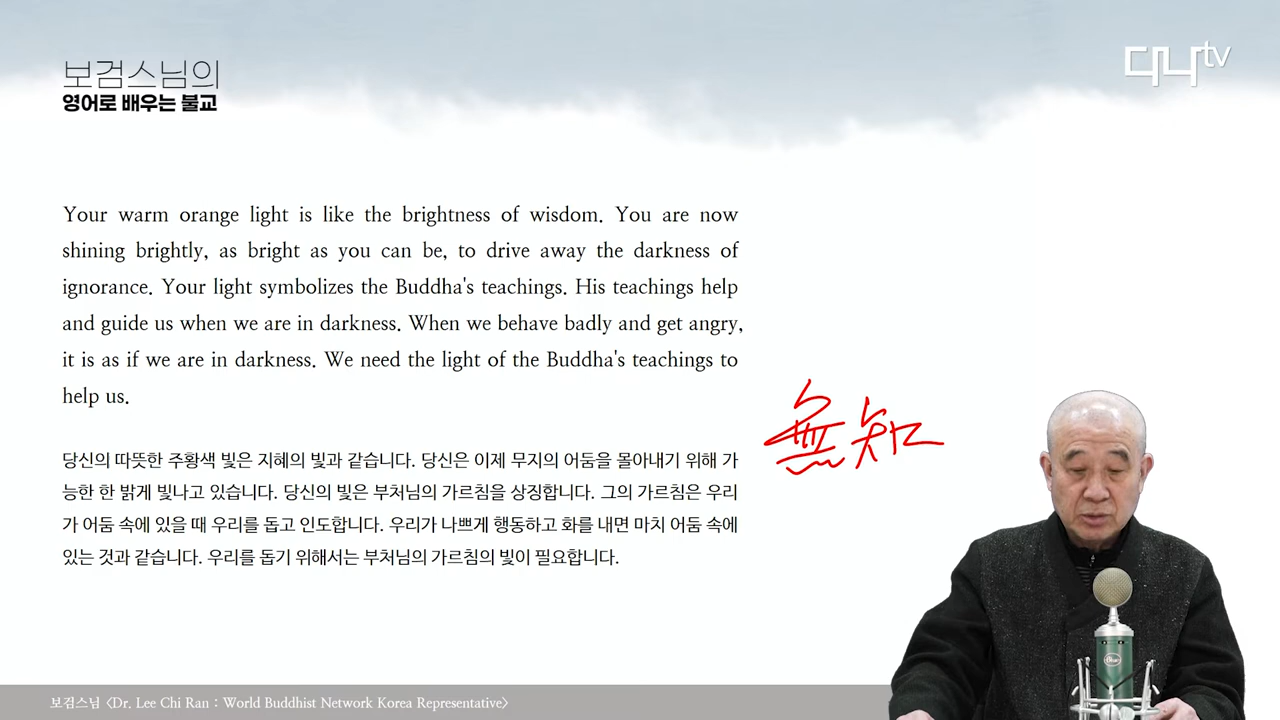 보검스님의
영어로 배우는 불교
다나tv
Your warm orange light is like the brightness of wisdom. You are now
shining brightly, as bright as you can be, to drive away the darkness of
ignorance. Your light symbolizes the Buddha's teachings. His teachings help
and guide us when we are in darkness. When we behave badly and get angry,
it is as if we are in darkness. We need the light of the Buddha's teachings to
help us.
無知
당신의 따뜻한 주황색 빛은 지혜의 빛과 같습니다. 당신은 이제 무지의 어둠을 몰아내기 위해 가
능한 한 밝게 빛나고 있습니다. 당신의 빛은 부처님의 가르침을 상징합니다. 그의 가르침은 우리
가 어둠 속에 있을 때 우리를 돕고 인도합니다. 우리가 나쁘게 행동하고 화를 내면 마치 어둠 속에
있는 것과 같습니다. 우리를 돕기 위해서는 부처님의 가르침의 빛이 필요합니다.
Blue
보검스님 <Dr. Lee Chi Ran : World Buddhist Network Korea Representative>